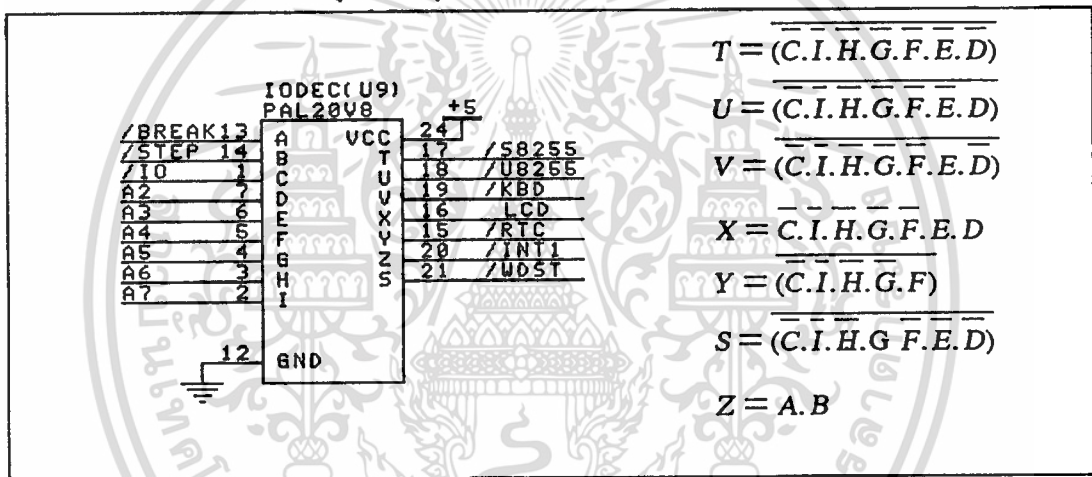 IODEC(U9)
PAL20V8
+5
/BREAK 13 A VCC 24
/STEP 14 B T 17 /S8255
/IO 1 C U 18 /U8255
A2 7 D V 19 /KBD
A3 6 E X 16 LCD
A4 5 F Y 15 /RTC
A5 4 G Z 20 /INT1
A6 3 H S 21 /WDST
A7 2 I
12 GND
T = (C.I.H.G.F.E.D)
U = (C.I.H.G.F.E.D)
V = (C.I.H.G.F.E.D)
X = C.I.H.G.F.E.D
Y = (C.I.H.G.F)
S = (C.I.H.G F.E.D)
Z = A.B